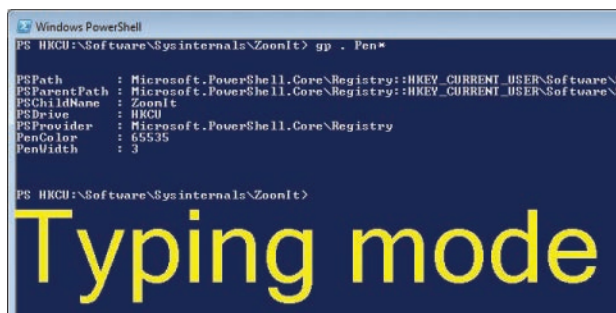 Windows PowerShell
PS HKCU:\Software\Sysinternals\ZoomIt> gp . Pen*
PSPath : Microsoft.PowerShell.Core\Registry::HKEY_CURRENT_USER\Software\
PSParentPath : Microsoft.PowerShell.Core\Registry::HKEY_CURRENT_USER\Software\
PSChildName : ZoomIt
PSDrive : HKCU
PSProvider : Microsoft.PowerShell.Core\Registry
PenColor : 65535
PenWidth : 3
PS HKCU:\Software\Sysinternals\ZoomIt>
Typing mode